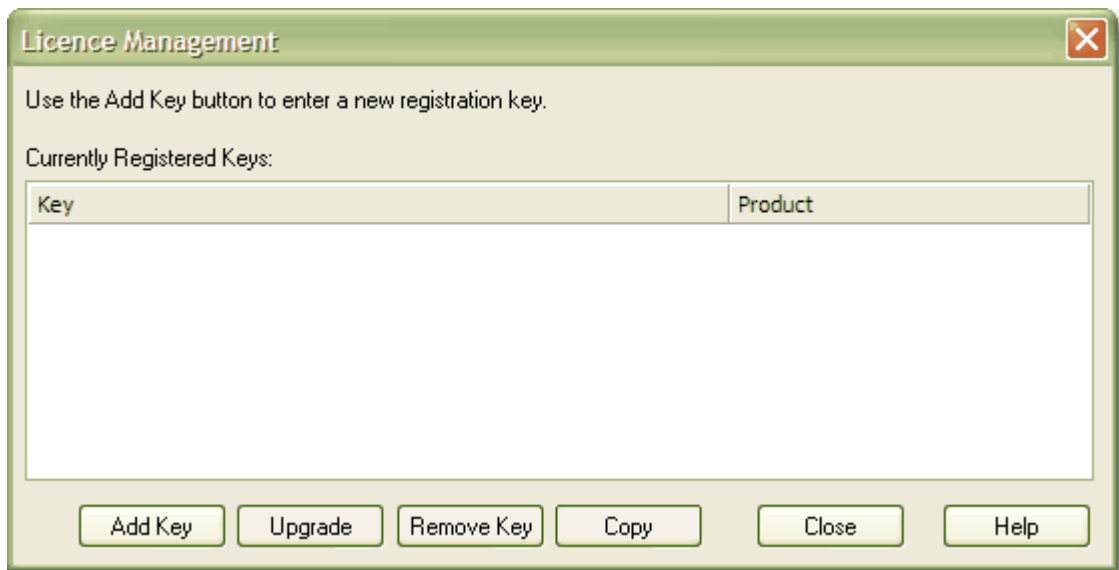 Licence Management
Use the Add Key button to enter a new registration key.
Currently Registered Keys:
Key Product
Add Key Upgrade Remove Key Copy Close Help